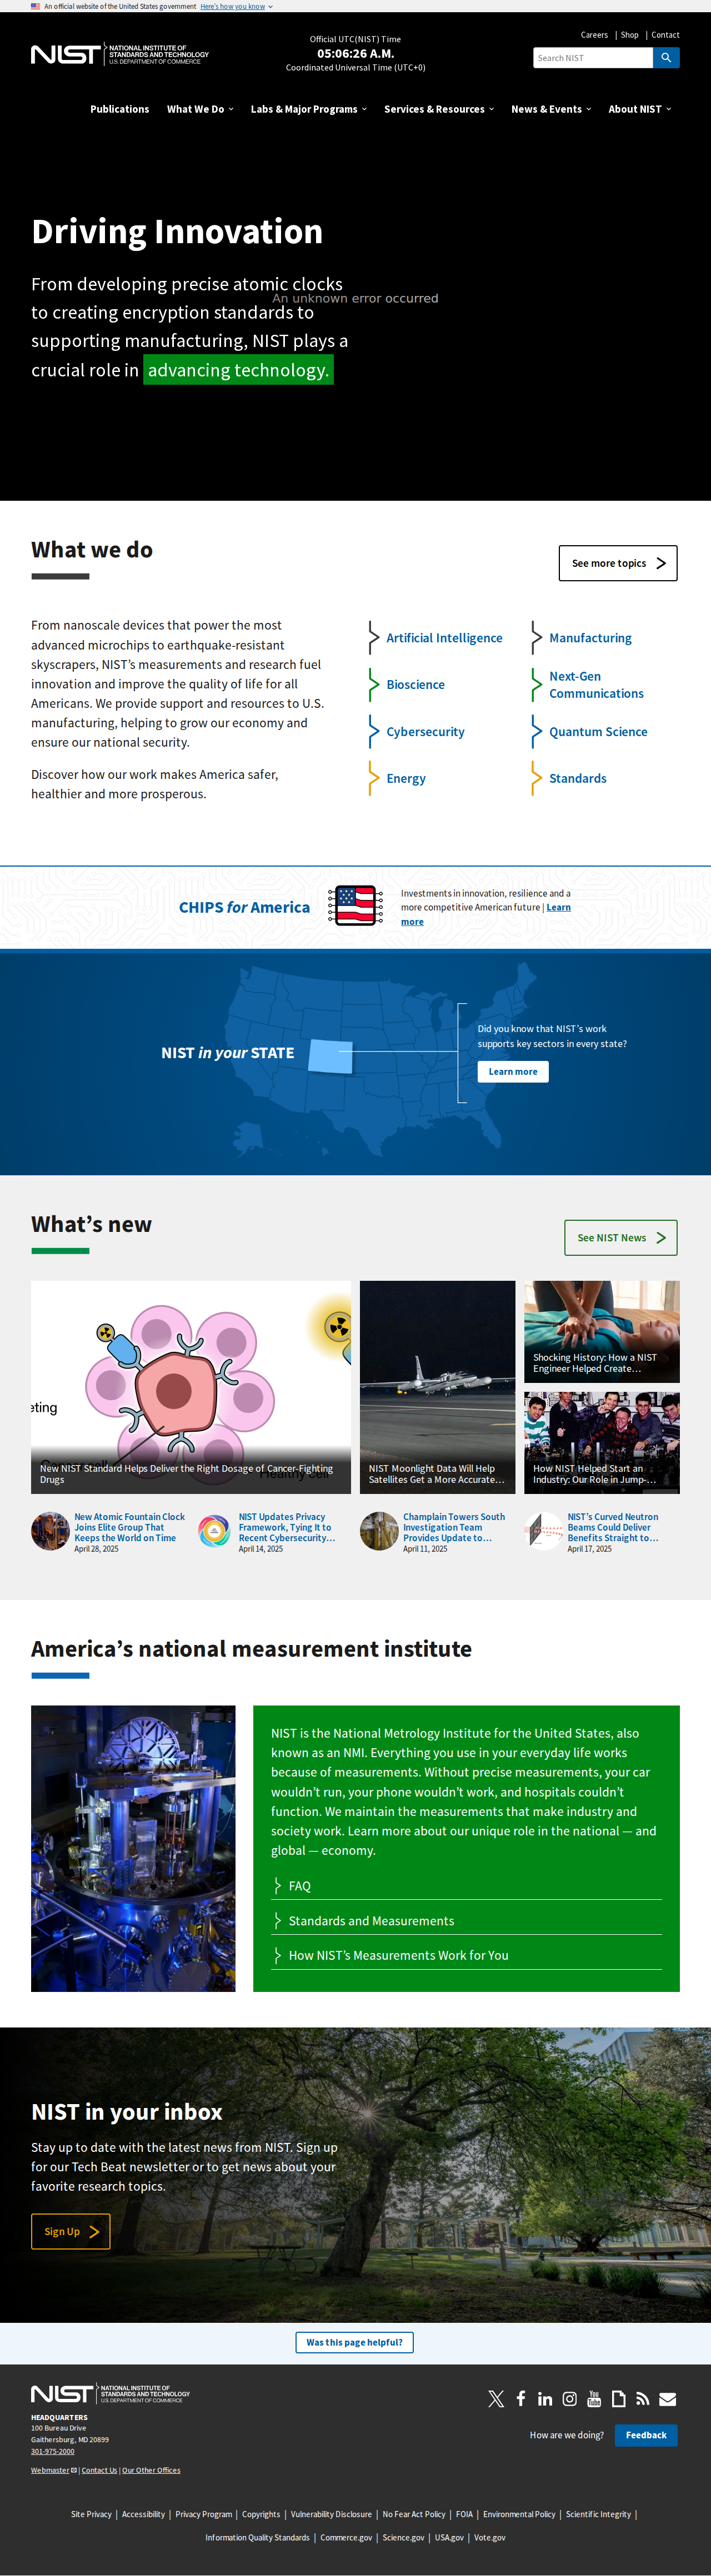 An official website of the United States government Here's how you know
Careers | Shop | Contact
NIST NATIONAL INSTITUTE OF
STANDARDS AND TECHNOLOGY
U.S. DEPARTMENT OF COMMERCE
Official UTC(NIST) Time
05:06:26 A.M.
Coordinated Universal Time (UTC+0)
Search NIST
Publications What We Do Labs & Major Programs Services & Resources News & Events About NIST
Driving Innovation
From developing precise atomic clocks
to creating encryption standards to
supporting manufacturing, NIST plays a
crucial role in advancing technology.
An unknown error occurred
What we do
See more topics
From nanoscale devices that power the most
advanced microchips to earthquake-resistant
skyscrapers, NIST's measurements and research fuel
innovation and improve the quality of life for all
Americans. We provide support and resources to U.S.
manufacturing, helping to grow our economy and
ensure our national security.
Discover how our work makes America safer,
healthier and more prosperous.
Artificial Intelligence
Manufacturing
Bioscience
Next-Gen
Communications
Cybersecurity
Quantum Science
Energy
Standards
CHIPS for America
Investments in innovation, resilience and a
more competitive American future | Learn
more
NIST in your STATE
Did you know that NIST's work
supports key sectors in every state?
Learn more
What's new
See NIST News
eting
New NIST Standard Helps Deliver the Right Dosage of Cancer-Fighting
Drugs
NIST Moonlight Data Will Help
Satellites Get a More Accurate…
Shocking History: How a NIST
Engineer Helped Create…
How NIST Helped Start an
Industry: Our Role in Jump-…
New Atomic Fountain Clock
Joins Elite Group That
Keeps the World on Time
April 28, 2025
NIST Updates Privacy
Framework, Tying It to
Recent Cybersecurity…
April 14, 2025
Champlain Towers South
Investigation Team
Provides Update to…
April 11, 2025
NIST's Curved Neutron
Beams Could Deliver
Benefits Straight to…
April 17, 2025
America's national measurement institute
NIST is the National Metrology Institute for the United States, also
known as an NMI. Everything you use in your everyday life works
because of measurements. Without precise measurements, your car
wouldn't run, your phone wouldn't work, and hospitals couldn't
function. We maintain the measurements that make industry and
society work. Learn more about our unique role in the national — and
global — economy.
FAQ
Standards and Measurements
How NIST's Measurements Work for You
NIST in your inbox
Stay up to date with the latest news from NIST. Sign up
for our Tech Beat newsletter or to get news about your
favorite research topics.
Sign Up
Was this page helpful?
NIST NATIONAL INSTITUTE OF
STANDARDS AND TECHNOLOGY
U.S. DEPARTMENT OF COMMERCE
HEADQUARTERS
100 Bureau Drive
Gaithersburg, MD 20899
301-975-2000
Webmaster | Contact Us | Our Other Offices
You
Tube
How are we doing? Feedback
Site Privacy | Accessibility | Privacy Program | Copyrights | Vulnerability Disclosure | No Fear Act Policy | FOIA | Environmental Policy | Scientific Integrity |
Information Quality Standards | Commerce.gov | Science.gov | USA.gov | Vote.gov